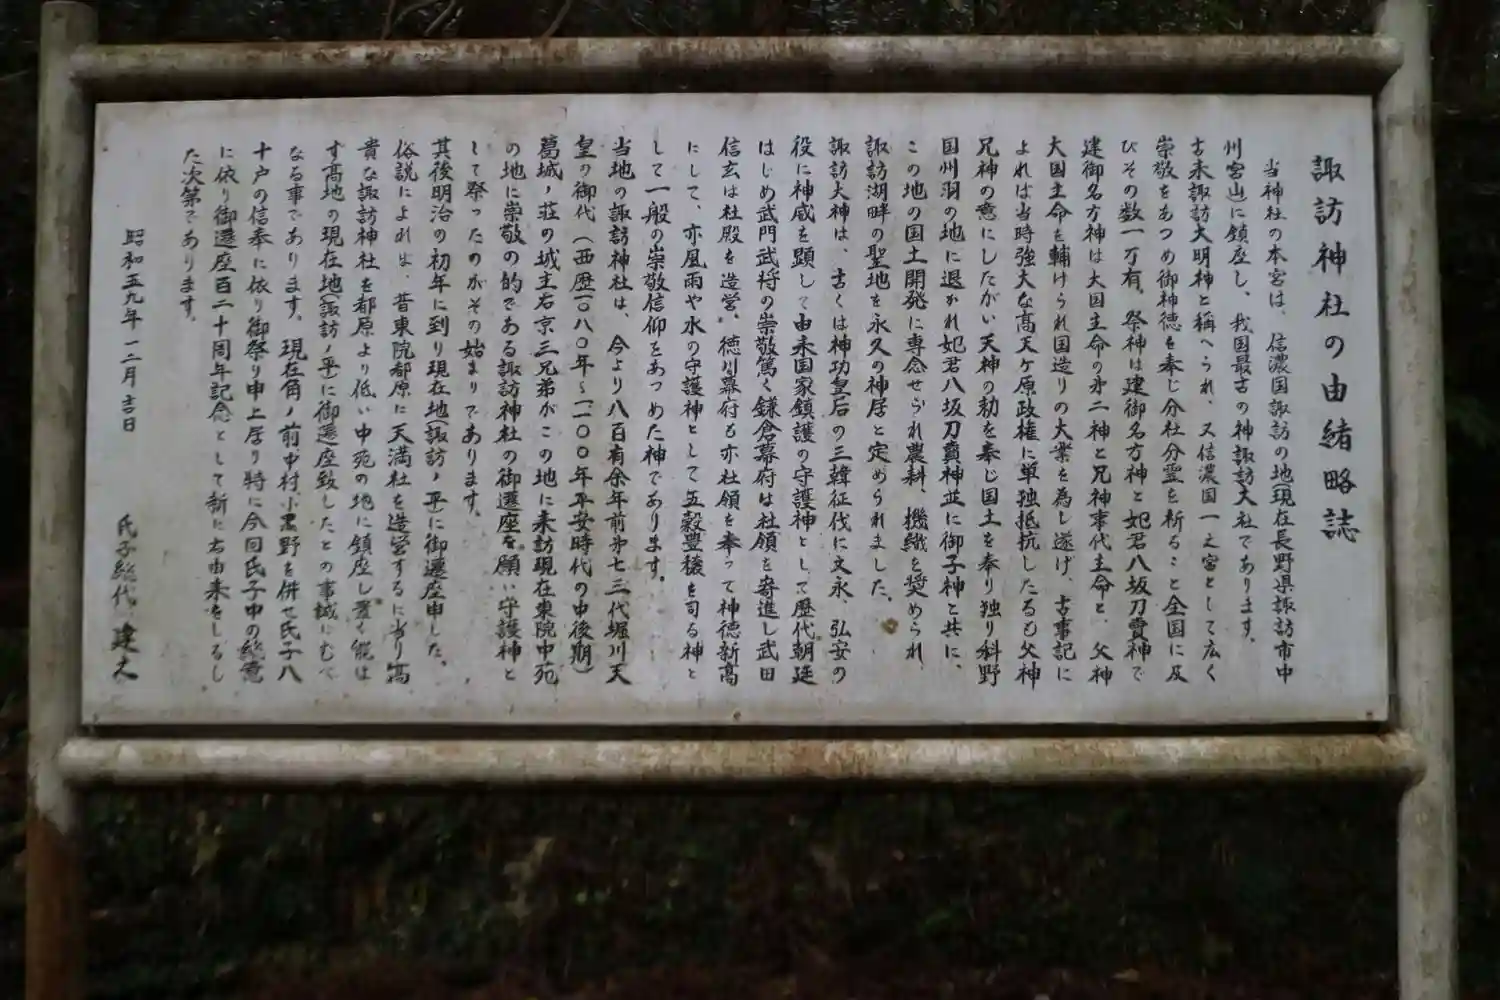 諏訪神社の由緒略誌
当神社の本宮は、信濃国諏訪の地(現在長野県諏訪市中
州宮山)に鎮座し、我国最古の神諏訪大社であります。
古来諏訪大明神と稱へられ、又信濃国一之宮として広く
崇敬をあつめ御神徳を奉じ分社分霊を祈ること全国に及
びその数一万有。祭神は建御名方神と妃君八坂刀賣神で
建御名方神は大国主命の第二神と兄神事代主命と、父神
大国主命を輔けられ国造りの大業を為し遂げ、古事記に
よれば当時強大な高天ケ原政権に単独抵抗したるも父神
兄神の意にしたがい天神の勅を奉じ国土を奉り独り科野
国州羽の地に退かれ妃君八坂刀賣神並に御子神と共に、
この地の国土開発に専念せられ農耕、機織を奨められ
諏訪湖畔の聖地を永久の神居と定められました。
諏訪大神は、古くは神功皇后の三韓征伐に文永、弘安の
役に神威を顕して由来国家鎮護の守護神として歴代朝廷
はじめ武門武将の崇敬篤く鎌倉幕府は社領を寄進し武田
信玄は社殿を造営、徳川幕府も亦社領を奉って神徳新高
にして、亦風雨や水の守護神として五穀豊穣を司る神と
して一般の崇敬信仰をあつめた神であります。
当地の諏訪神社は、今より八百有余年前第七三代堀川天
皇の御代(西歴一〇八〇年~一一〇〇年平安時代の中後期)
葛城ノ荘の城主右京三兄弟がこの地に来訪現在東院中苑
の地に崇敬の的である諏訪神社の御遷座を願い守護神と
して祭ったのがその始まりであります。
其後明治の初年に到り現在地(諏訪ノ平)に御遷座申した。
俗説によれば、昔東院都原に天満社を造営するに当り高
貴な諏訪神社を都原より低い中苑の地に鎮座し置く能は
ず高地の現在地(諏訪ノ平)に御遷座致したとの事誠にむべ
なる事であります。現在角ノ前中村、小黒野を併せ氏子八
十戸の信奉に依り御祭り申上居り特に今回氏子中の総意
に依り御遷座百二十周年記念として新に右由来をしるし
た次第であります。
昭和五九年一二月吉日
氏子総代 建之